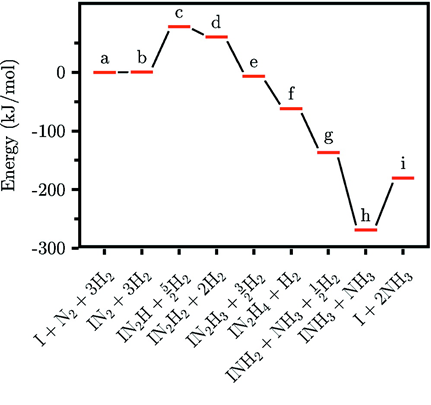 Energy (kJ/mol)
0
-100
-200
-300
a
b
c
d
e
f
g
h
i
I + N₂ + 3H₂
IN₂ + 3H₂
IN₂H + 5/2H₂
IN₂H₂ + 2H₂
IN₂H₃ + 3/2H₂
IN₂H₄ + H₂
INH₂ + NH₃ + 1/2H₂
INH₃ + NH₃
I + 2NH₃